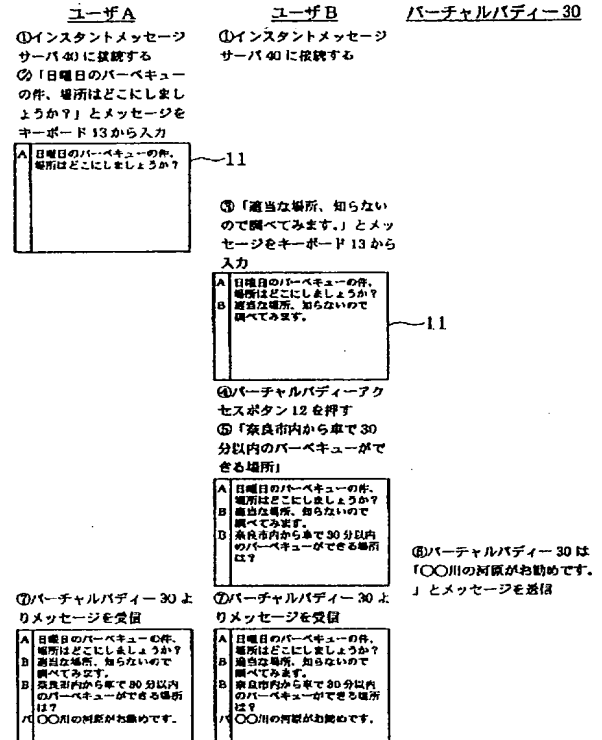 ユーザA
ユーザB
バーチャルバディー30
①インスタントメッセージ
サーバ40に接続する
②「日曜日のバーベキュー
の件、場所はどこにしまし
ょうか?」とメッセージを
キーボード13から入力
A 日曜日のバーベキューの件、
場所はどこにしましょうか?
11
①インスタントメッセージ
サーバ40に接続する
③「適当な場所、知らない
ので調べてみます。」とメッ
セージをキーボード13から
入力
A 日曜日のバーベキューの件、
場所はどこにしましょうか?
B 適当な場所、知らないので
調べてみます。
11
④バーチャルバディーアク
セスボタン12を押す
⑤「奈良市内から車で30
分以内のバーベキューがで
きる場所」
A 日曜日のバーベキューの件、
場所はどこにしましょうか?
B 適当な場所、知らないので
調べてみます。
B 奈良市内から車で30分以内
のバーベキューができる場所
は?
⑥バーチャルバディー30は
「〇〇川の河原がお勧めです。
」とメッセージを送信
⑦バーチャルバディー30よ
りメッセージを受信
A 日曜日のバーベキューの件、
場所はどこにしましょうか?
B 適当な場所、知らないので
調べてみます。
B 奈良市内から車で30分以内
のバーベキューができる場所
は?
バ 〇〇川の河原がお勧めです。
⑦バーチャルバディー30よ
りメッセージを受信
A 日曜日のバーベキューの件、
場所はどこにしましょうか?
B 適当な場所、知らないので
調べてみます。
B 奈良市内から車で30分以内
のバーベキューができる場所
は?
バ 〇〇川の河原がお勧めです。